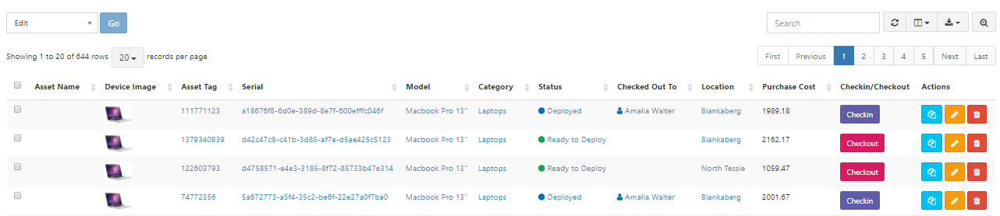 Edit Go Search
Showing 1 to 20 of 644 rows 20 records per page First Previous 1 2 3 4 5 Next Last
Asset Name Device Image Asset Tag Serial Model Category Status Checked Out To Location Purchase Cost Checkin/Checkout Actions
111771123 a18676f8-6d0e-389d-8e7f-600efffc046f Macbook Pro 13" Laptops Deployed Amalia Walter Biankaberg 1989.18 Checkin
1379340839 d42c47c8-c41b-3d85-af7e-d5ae425c5123 Macbook Pro 13" Laptops Ready to Deploy Biankaberg 2162.17 Checkout
122603793 d4758571-e4e3-3185-8f72-85733b47e314 Macbook Pro 13" Laptops Ready to Deploy North Tessie 1059.47 Checkout
74772356 5a672773-a5f4-35c2-be6f-22e27a0f7ba0 Macbook Pro 13" Laptops Deployed Amalia Walter Biankaberg 2001.67 Checkin